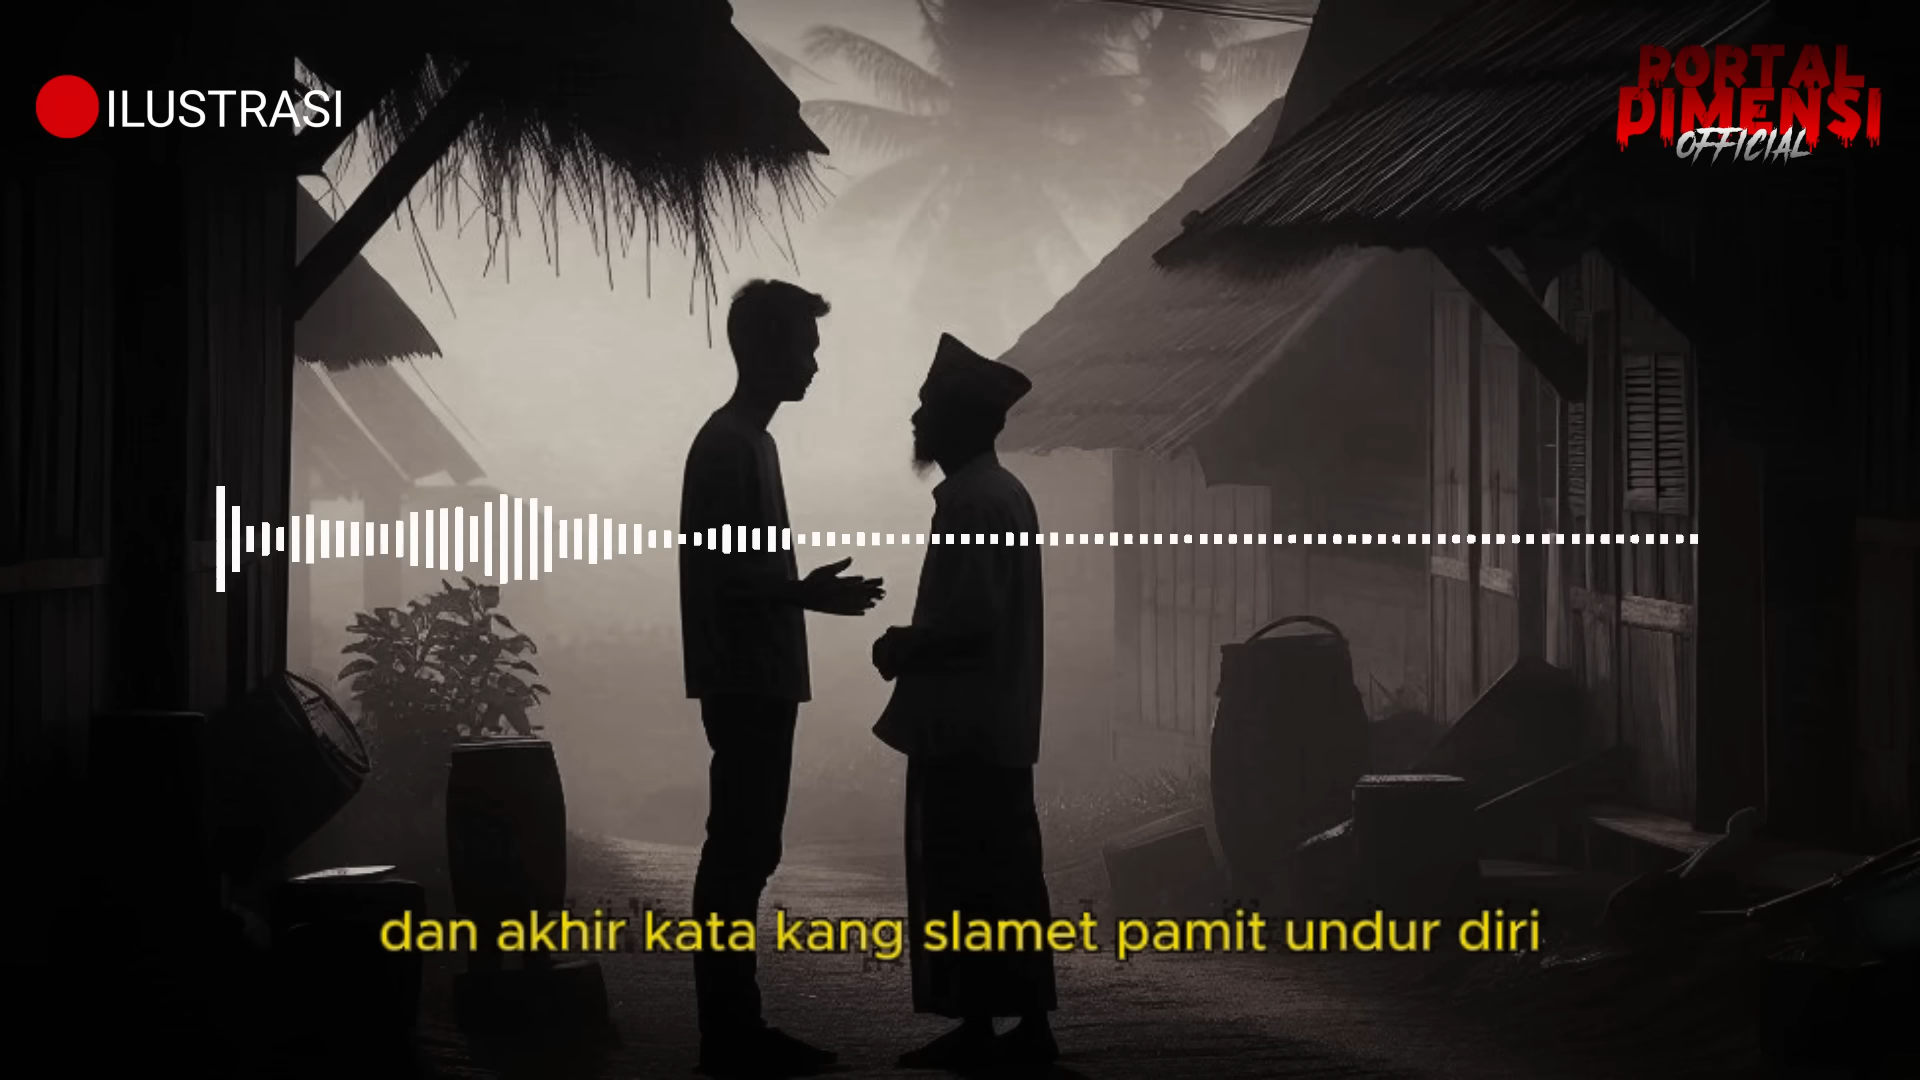 ILUSTRASI
PORTAL
DIMENSI
OFFICIAL
dan akhir kata kang slamet pamit undur diri